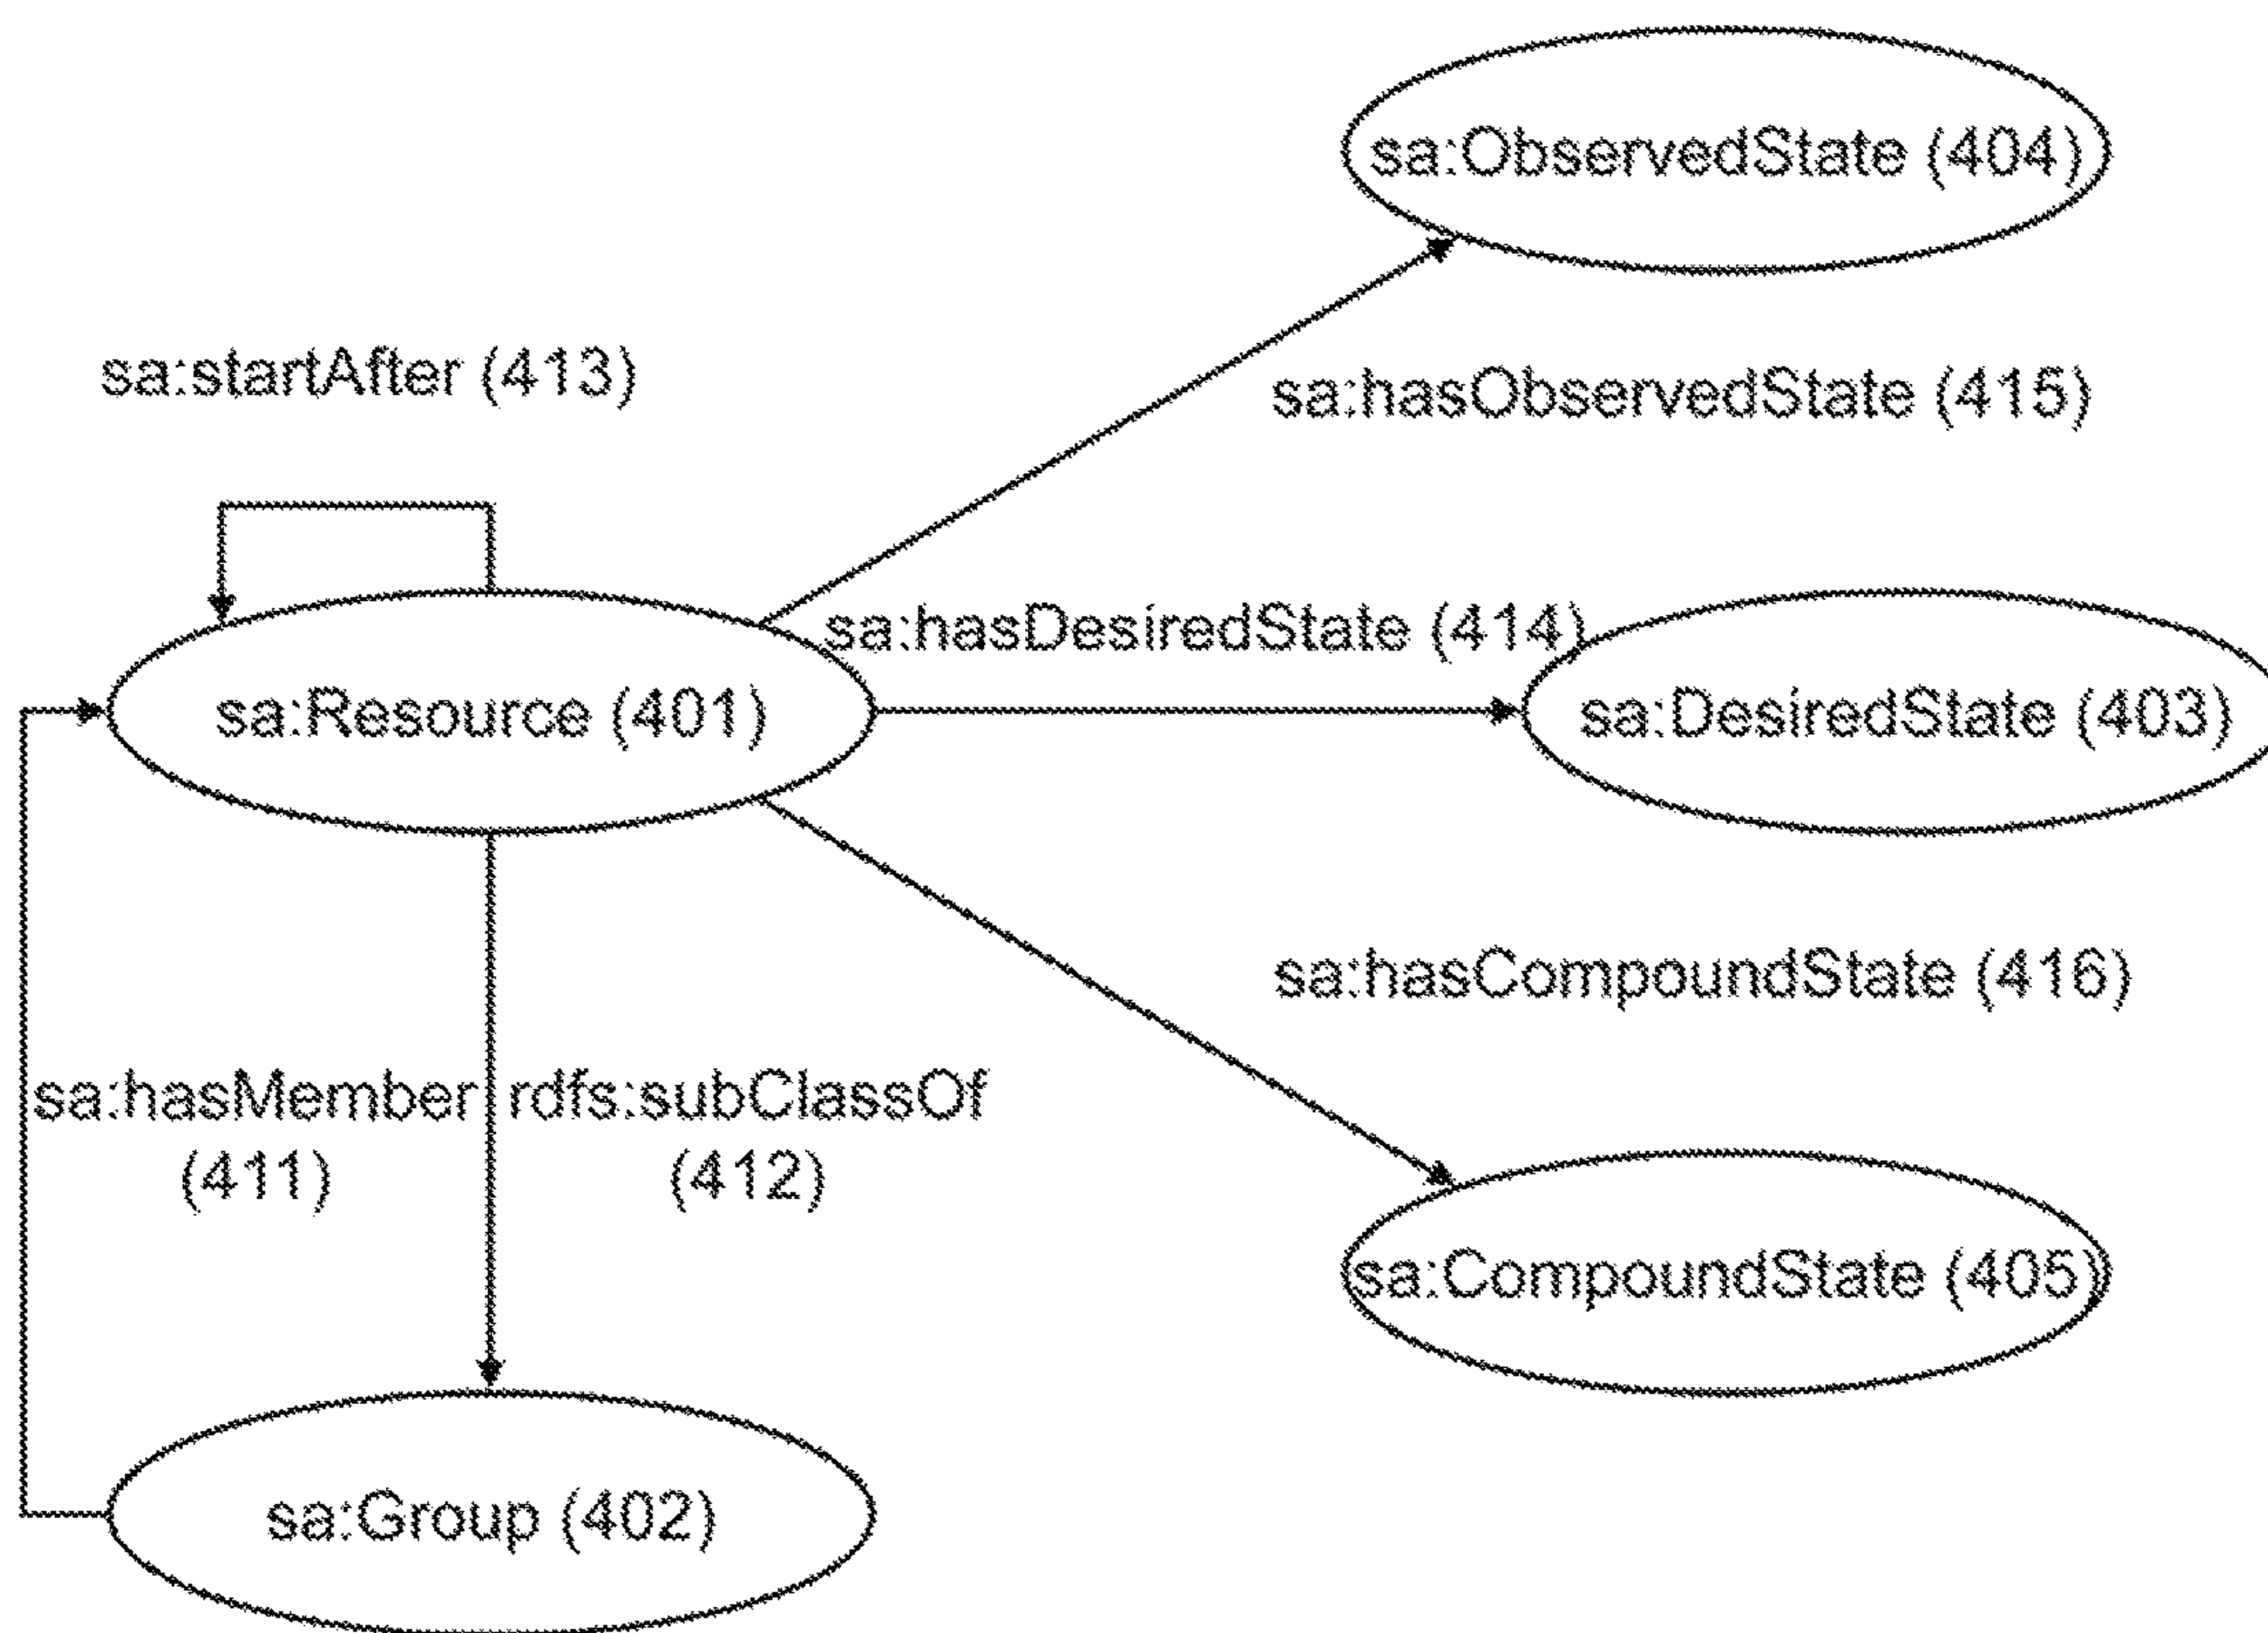 sa:ObservedState (404)
sa:startAfter (413)
sa:hasObservedState (415)
sa:hasDesiredState (414)
sa:Resource (401)
sa:DesiredState (403)
sa:hasCompoundState (416)
sa:hasMember
(411)
rdfs:subClassOf
(412)
sa:CompoundState (405)
sa:Group (402)